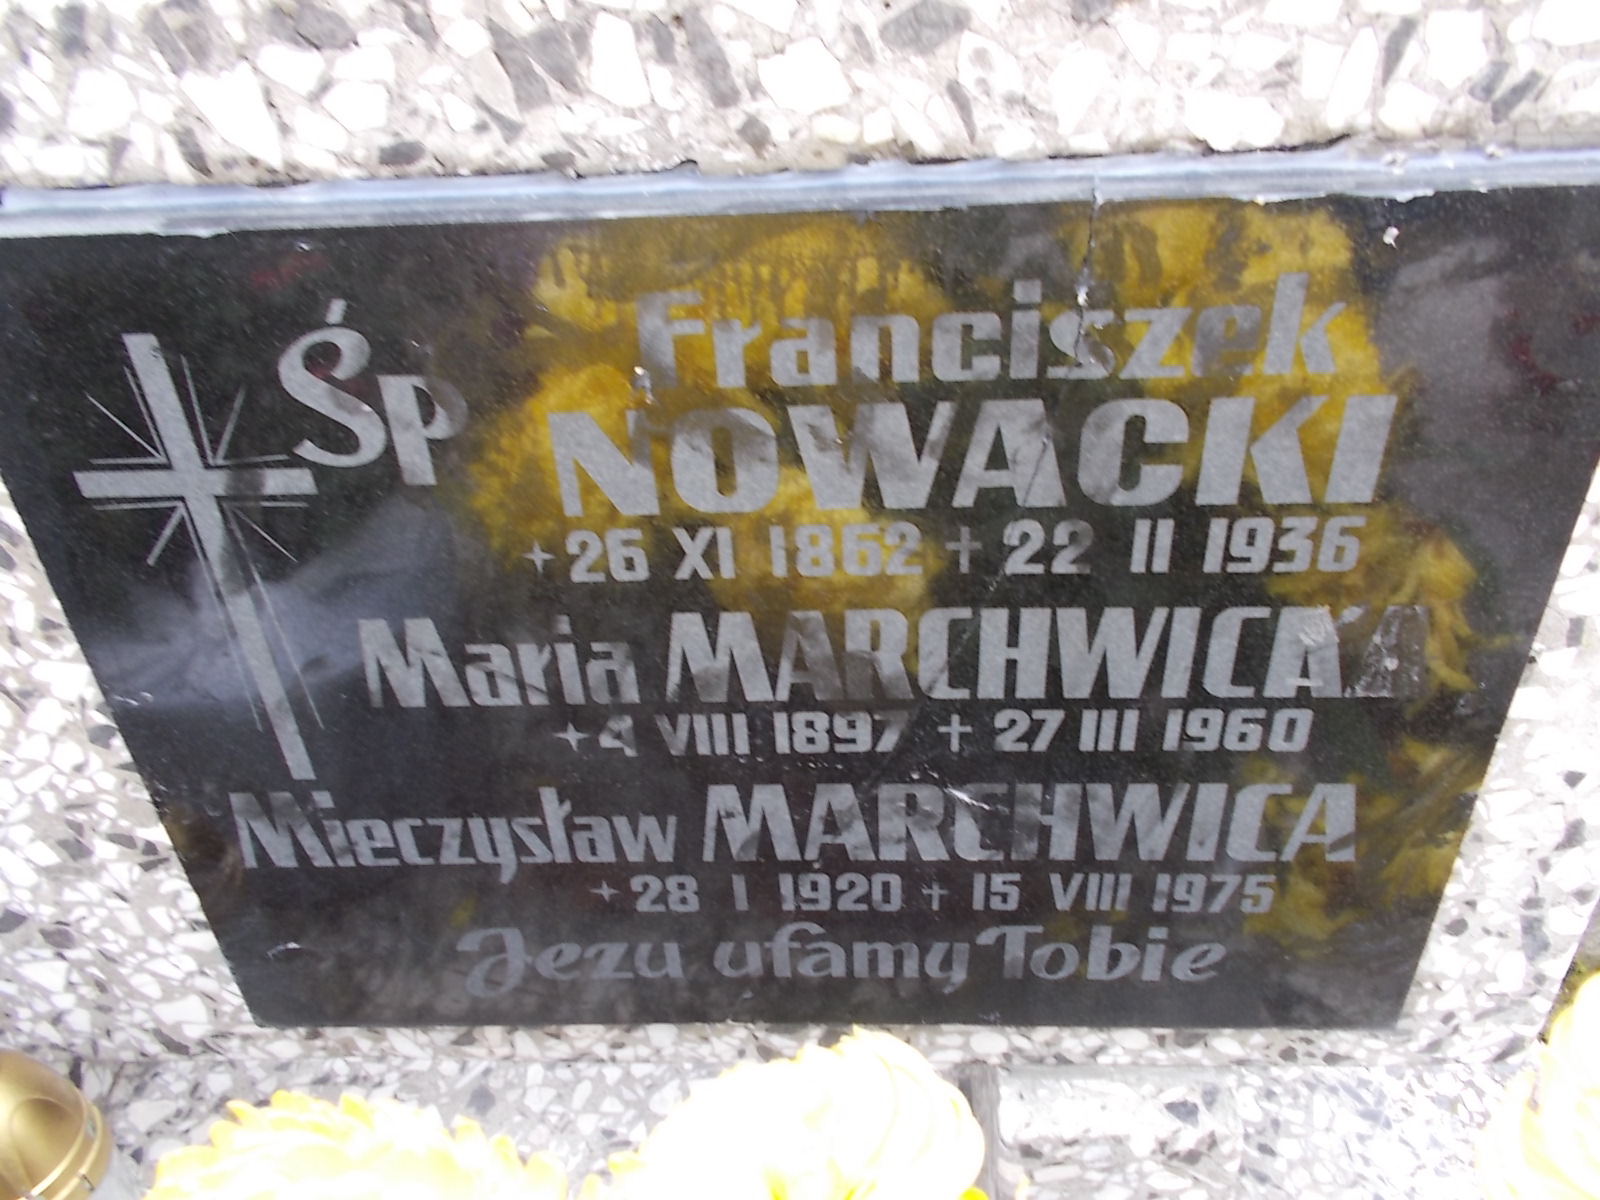 Śp Franciszek
NOWACKI
+ 26 XI 1862 + 22 II 1936
Maria MARCHWICKA
+ 4 VIII 1897 + 27 III 1960
Mieczysław MARCHWICA
+ 28 I 1920 + 15 VIII 1975
Jezu ufamy Tobie